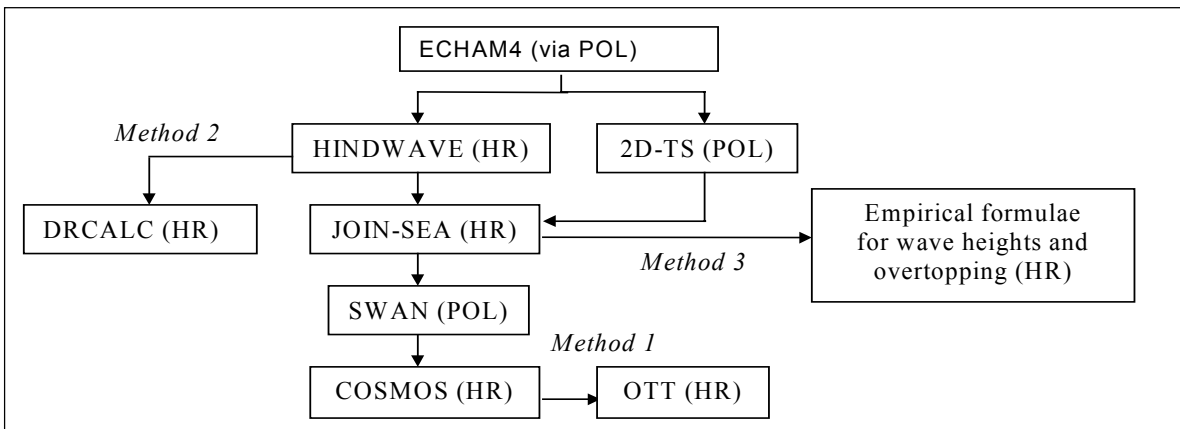 ECHAM4 (via POL)
Method 2
HINDWAVE (HR)
2D-TS (POL)
DRCALC (HR)
JOIN-SEA (HR)
Empirical formulae
for wave heights and
overtopping (HR)
Method 3
SWAN (POL)
Method 1
COSMOS (HR)
OTT (HR)